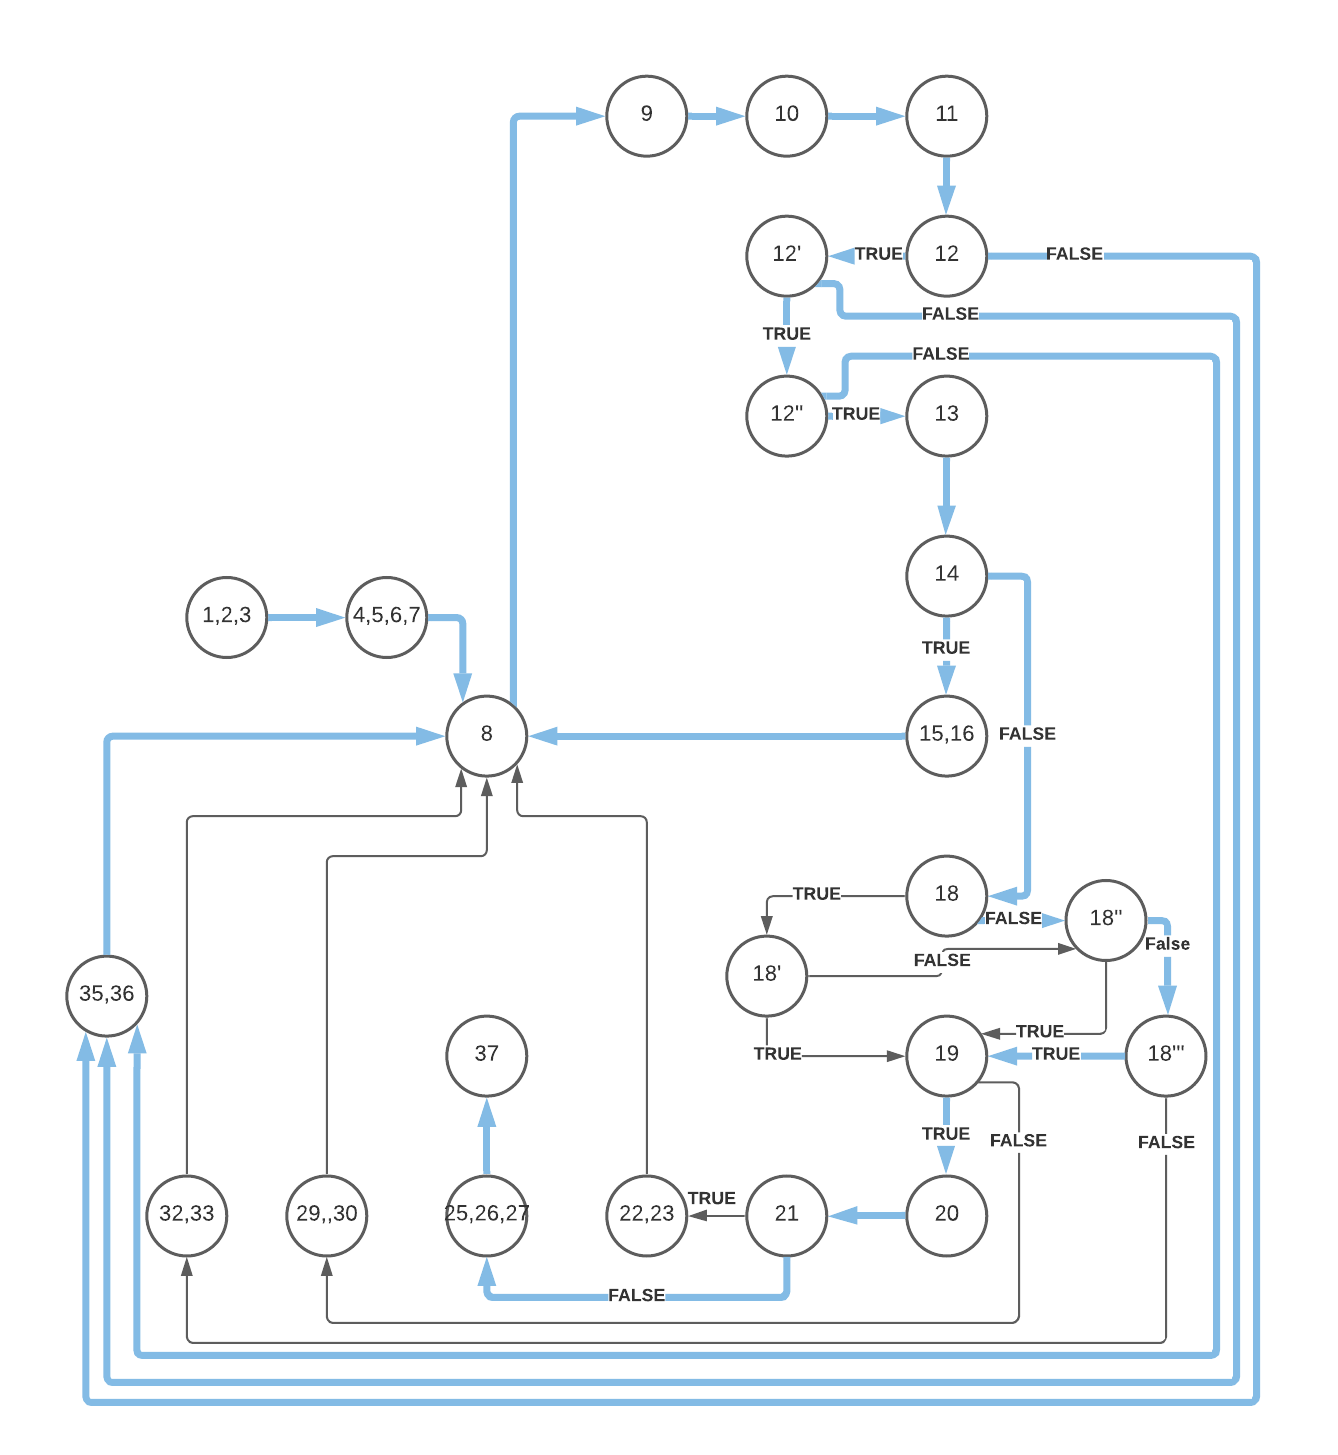 9
10
11
12'
TRUE
12
FALSE
FALSE
TRUE
FALSE
12"
TRUE
13
14
1,2,3
4,5,6,7
TRUE
8
15,16
FALSE
TRUE
18
FALSE
18"
False
FALSE
18'
35,36
TRUE
37
TRUE
19
TRUE
18'''
TRUE
FALSE
FALSE
TRUE
32,33
29,,30
25,26,27
22,23
21
20
FALSE